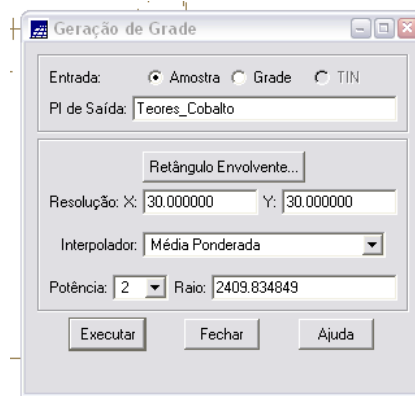 Geração de Grade
Entrada: Amostra Grade TIN
PI de Saída: Teores_Cobalto
Retângulo Envolvente...
Resolução: X: 30.000000 Y: 30.000000
Interpolador: Média Ponderada
Potência: 2 Raio: 2409.834849
Executar Fechar Ajuda